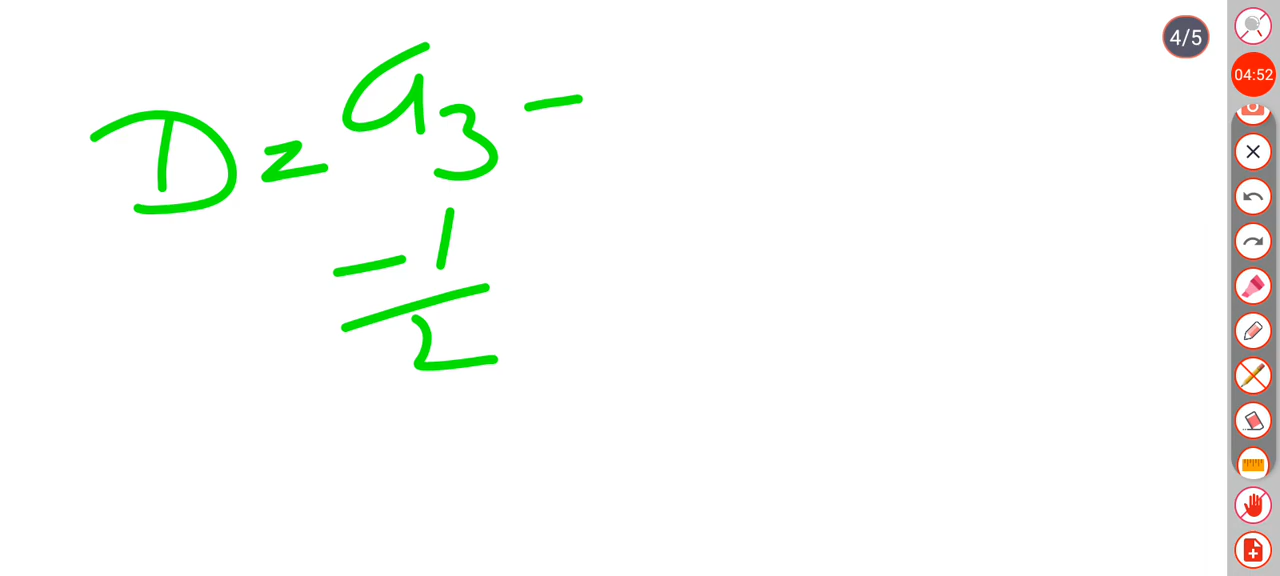 4/5
04:52
D = a₃ -
= -1
2